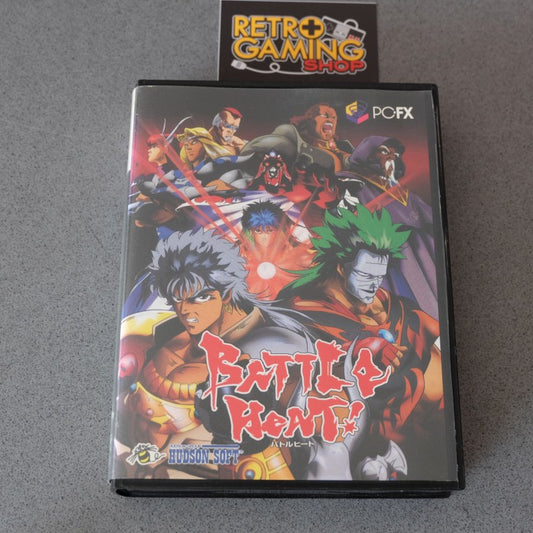 RETRO
GAMING
SHOP
PC-FX
BATTLE
HEAT!
バトルヒート
HUDSON SOFT